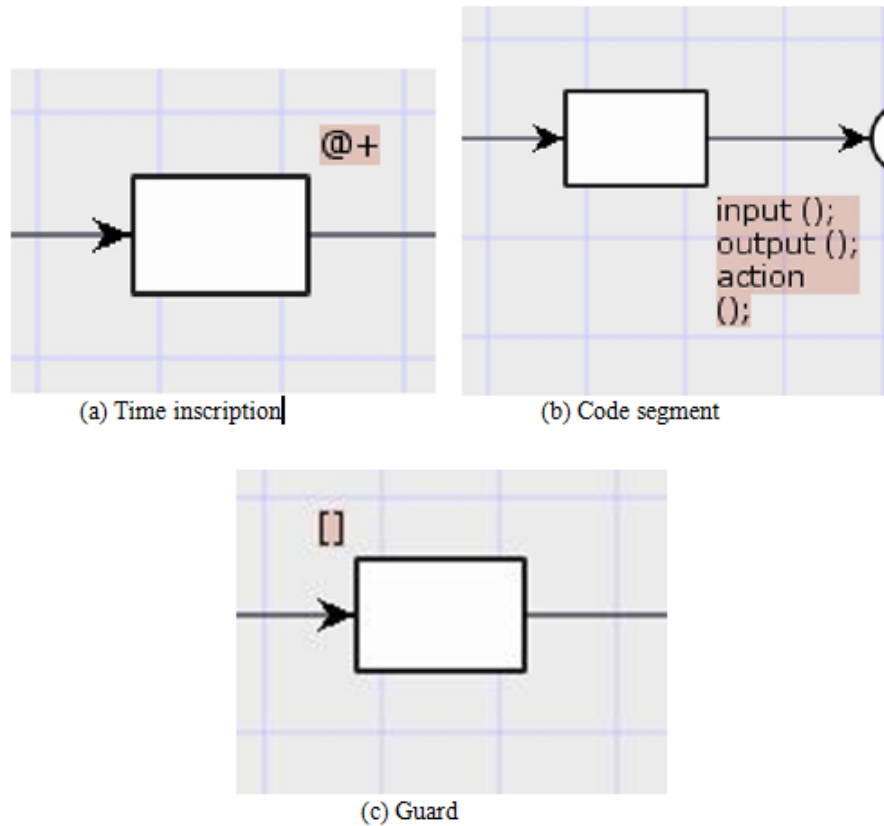 @+
input ();
output ();
action
();
(a) Time inscription
(b) Code segment
[]
(c) Guard